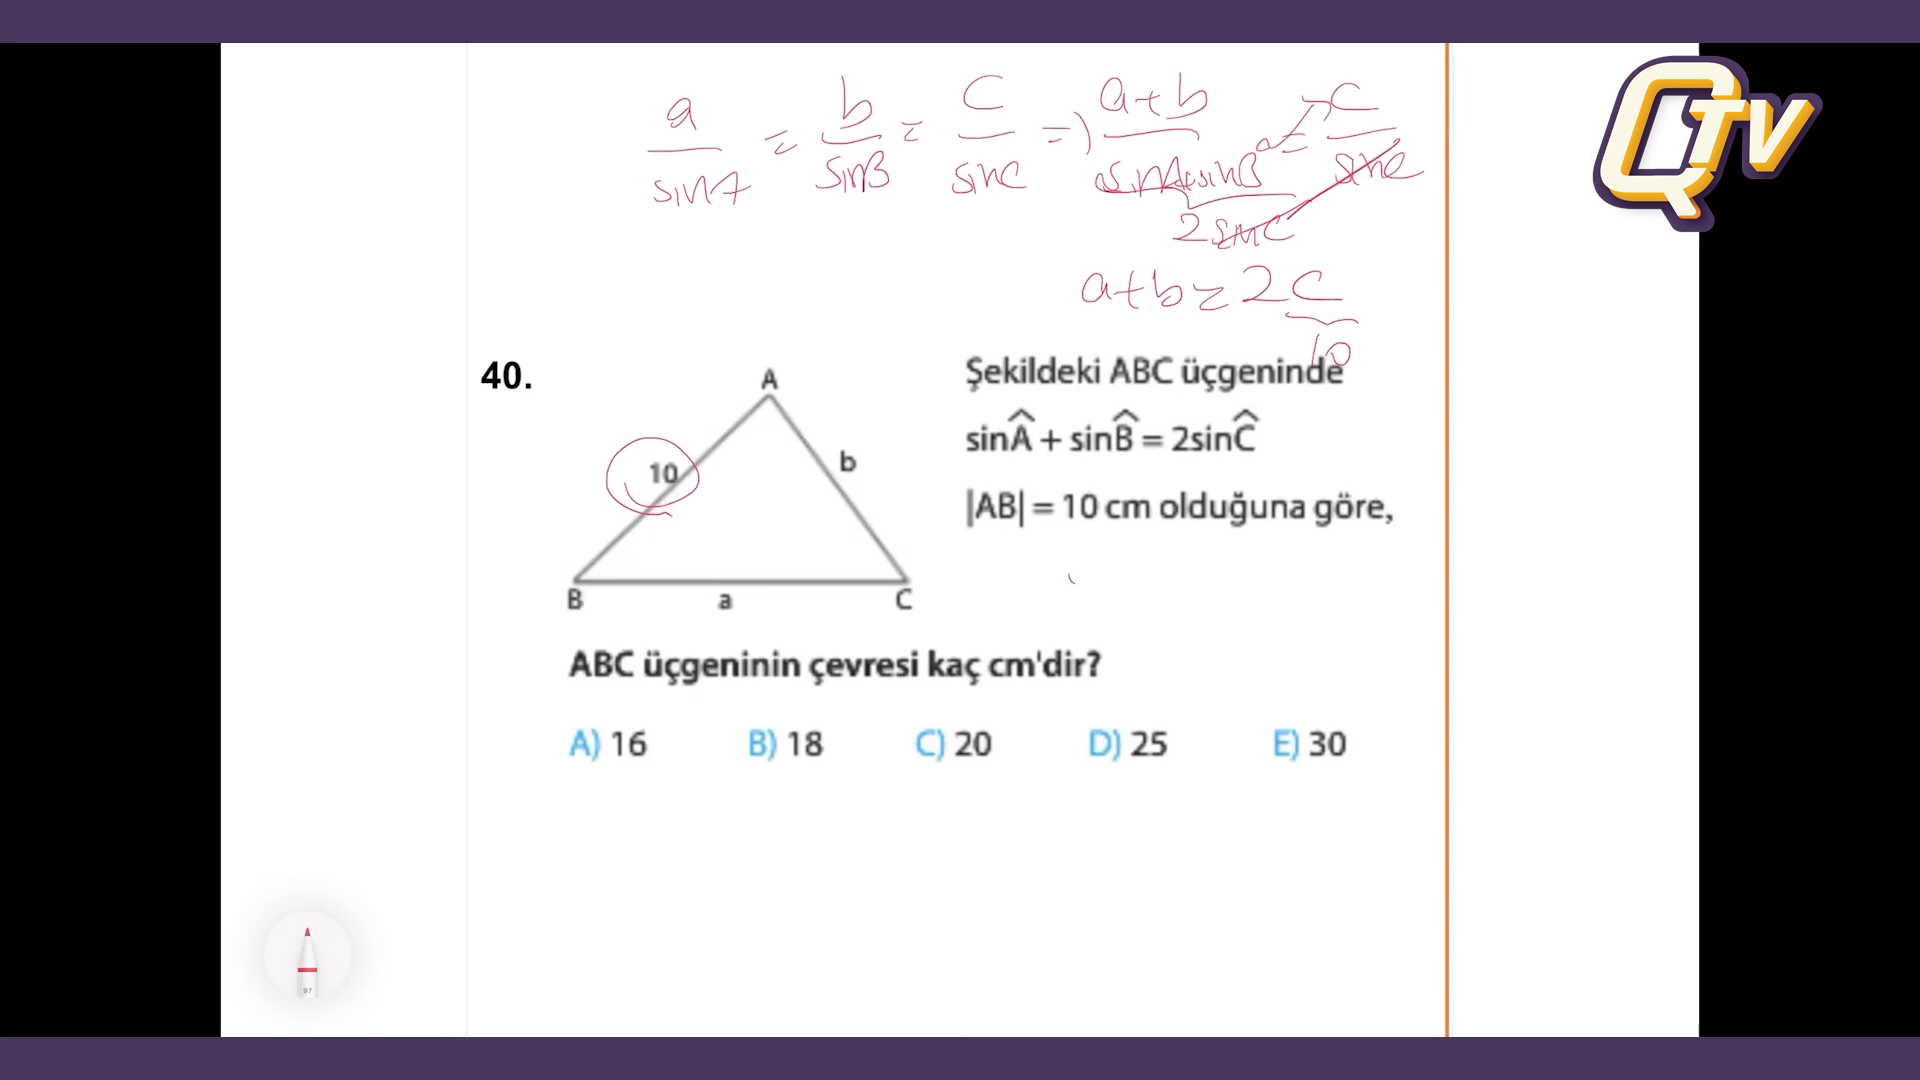 QTV
a/sinA = b/sinB = c/sinC => a+b/sinA+sinB = c/sinC
2sinC
a+b=2c
10
40.
A
10
b
B
a
C
Şekildeki ABC üçgeninde
sinÂ + sinB̂ = 2sinĈ
|AB| = 10 cm olduğuna göre,
ABC üçgeninin çevresi kaç cm'dir?
A) 16 B) 18 C) 20 D) 25 E) 30
97